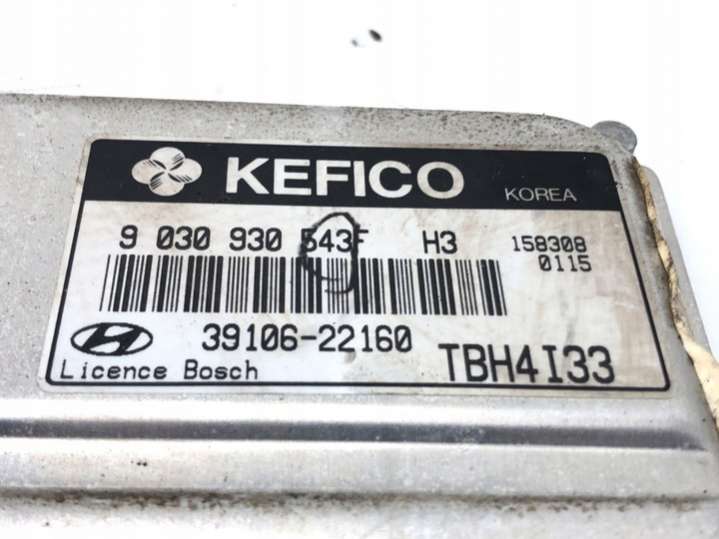 KEFICO KOREA
9 030 930 543F H3 158308
0115
39106-22160 TBH4I33
Licence Bosch